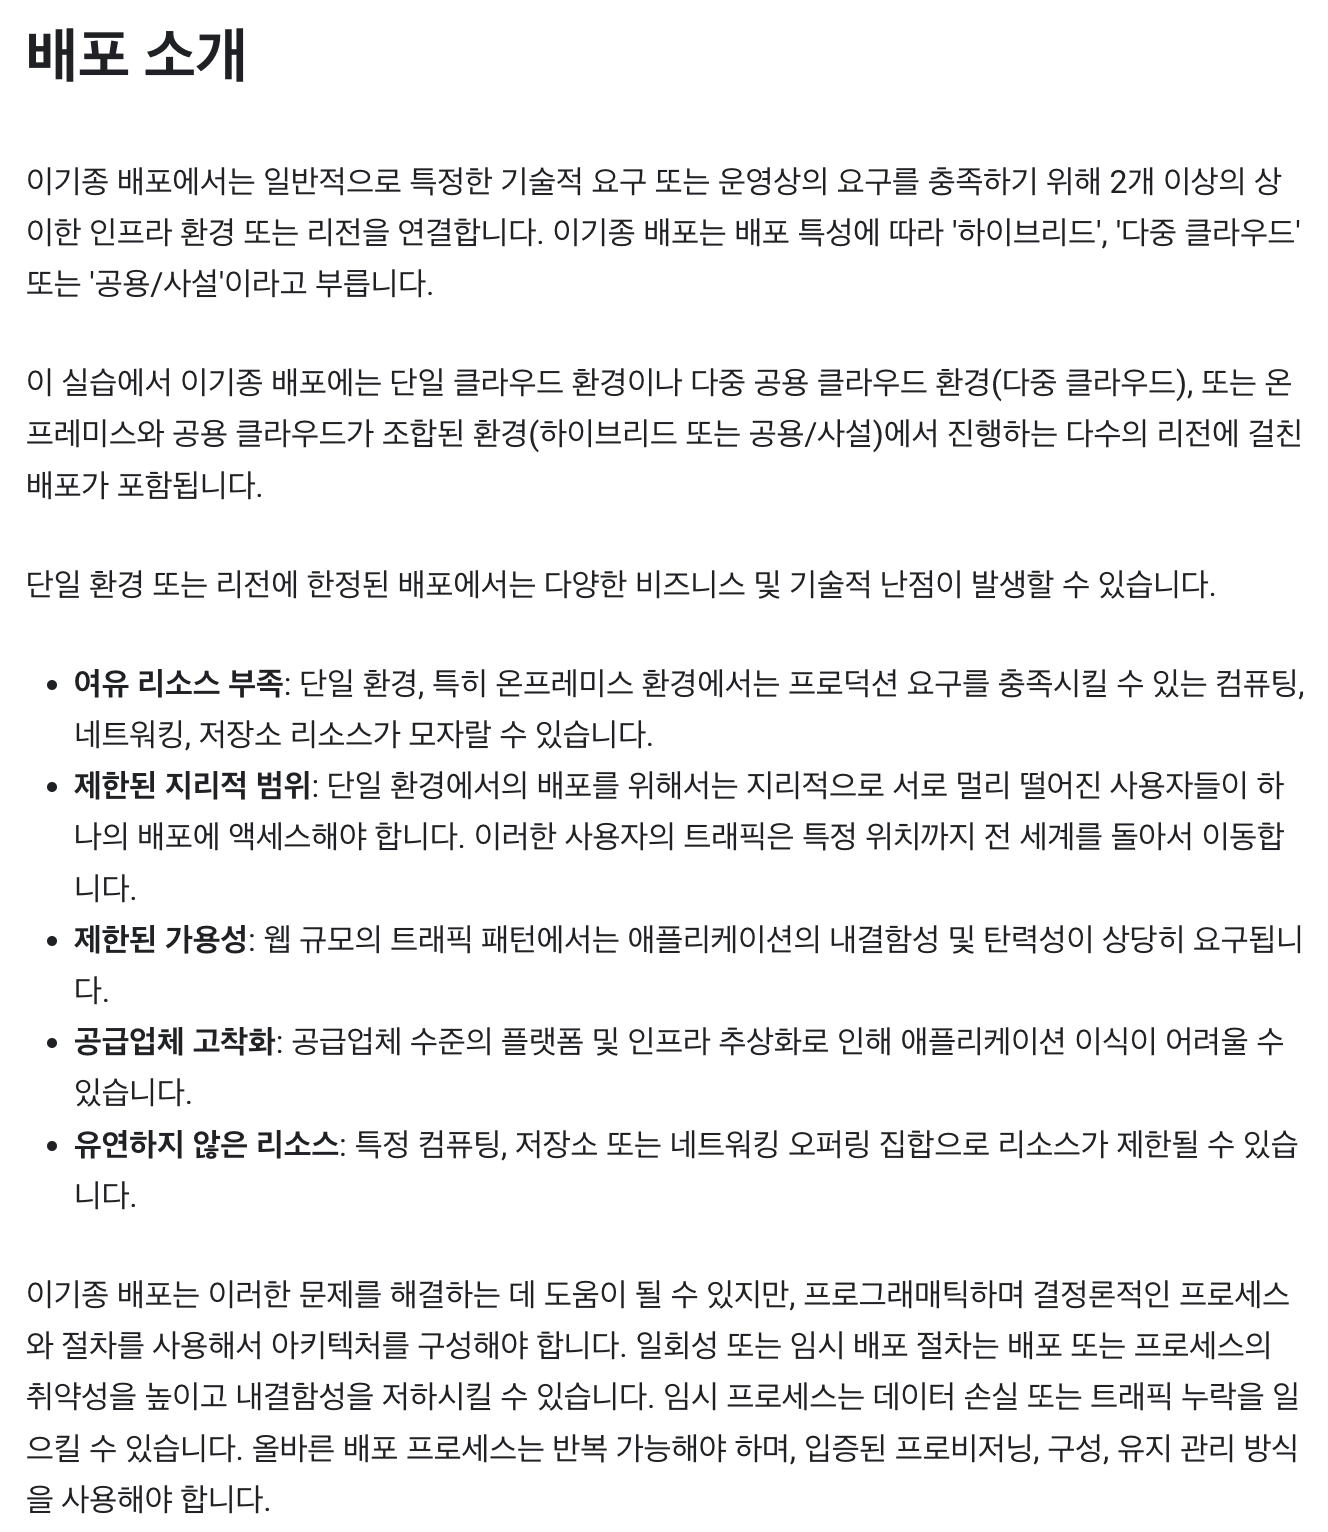 배포 소개
이기종 배포에서는 일반적으로 특정한 기술적 요구 또는 운영상의 요구를 충족하기 위해 2개 이상의 상
이한 인프라 환경 또는 리전을 연결합니다. 이기종 배포는 배포 특성에 따라 '하이브리드', '다중 클라우드'
또는 '공용/사설'이라고 부릅니다.
이 실습에서 이기종 배포에는 단일 클라우드 환경이나 다중 공용 클라우드 환경(다중 클라우드), 또는 온
프레미스와 공용 클라우드가 조합된 환경(하이브리드 또는 공용/사설)에서 진행하는 다수의 리전에 걸친
배포가 포함됩니다.
단일 환경 또는 리전에 한정된 배포에서는 다양한 비즈니스 및 기술적 난점이 발생할 수 있습니다.
• 여유 리소스 부족: 단일 환경, 특히 온프레미스 환경에서는 프로덕션 요구를 충족시킬 수 있는 컴퓨팅,
네트워킹, 저장소 리소스가 모자랄 수 있습니다.
• 제한된 지리적 범위: 단일 환경에서의 배포를 위해서는 지리적으로 서로 멀리 떨어진 사용자들이 하
나의 배포에 액세스해야 합니다. 이러한 사용자의 트래픽은 특정 위치까지 전 세계를 돌아서 이동합
니다.
• 제한된 가용성: 웹 규모의 트래픽 패턴에서는 애플리케이션의 내결함성 및 탄력성이 상당히 요구됩니
다.
• 공급업체 고착화: 공급업체 수준의 플랫폼 및 인프라 추상화로 인해 애플리케이션 이식이 어려울 수
있습니다.
• 유연하지 않은 리소스: 특정 컴퓨팅, 저장소 또는 네트워킹 오퍼링 집합으로 리소스가 제한될 수 있습
니다.
이기종 배포는 이러한 문제를 해결하는 데 도움이 될 수 있지만, 프로그래매틱하며 결정론적인 프로세스
와 절차를 사용해서 아키텍처를 구성해야 합니다. 일회성 또는 임시 배포 절차는 배포 또는 프로세스의
취약성을 높이고 내결함성을 저하시킬 수 있습니다. 임시 프로세스는 데이터 손실 또는 트래픽 누락을 일
으킬 수 있습니다. 올바른 배포 프로세스는 반복 가능해야 하며, 입증된 프로비저닝, 구성, 유지 관리 방식
을 사용해야 합니다.